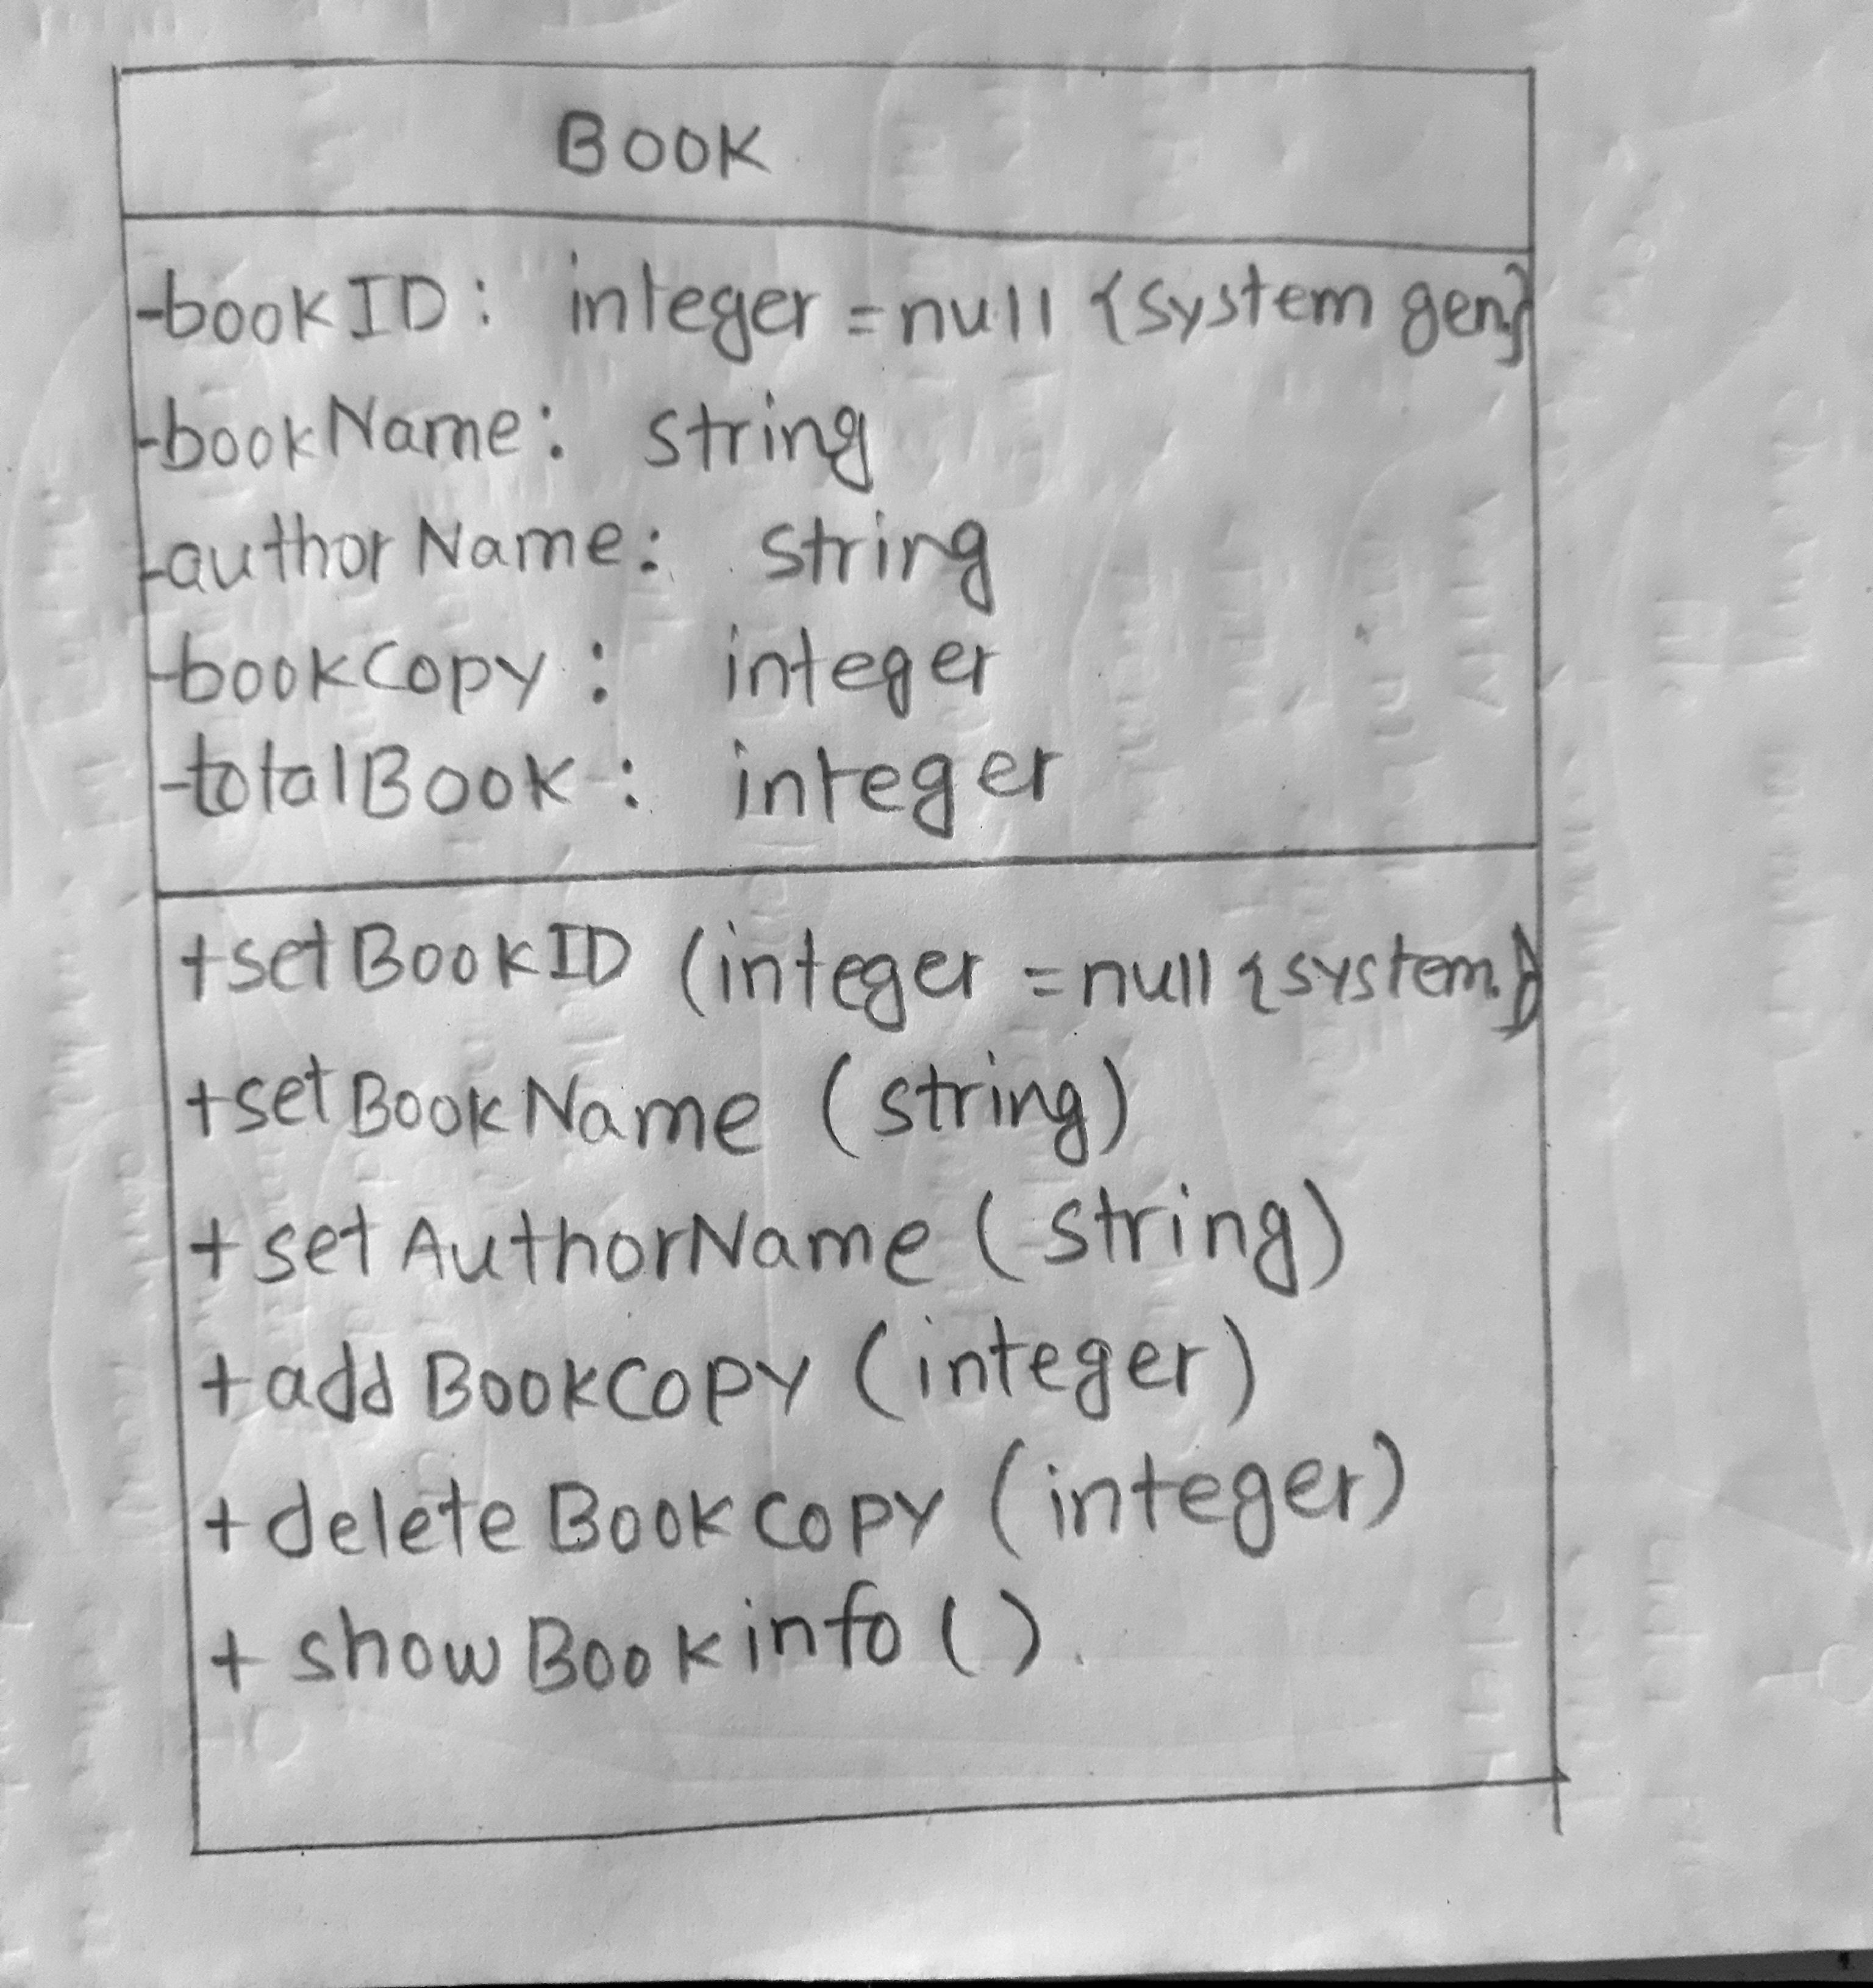 BOOK
-bookID: integer =null {system gen.}
-bookName: string
-authorName: string
-bookCopy: integer
-totalBook: integer
+setBookID (integer =null {system.})
+setBookName (string)
+setAuthorName (string)
+addBookCopy (integer)
+deleteBookCopy (integer)
+showBookinfo ().